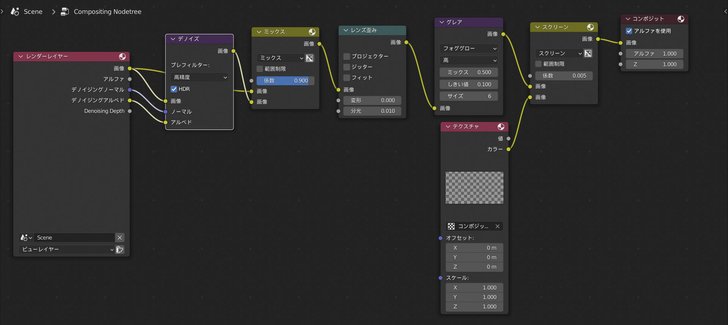 Scene > Compositing Nodetree
レンダーレイヤー
画像
アルファ
デノイジングノーマル
デノイジングアルベド
Denoising Depth
Scene
ビューレイヤー
デノイズ
画像
プレフィルター:
高精度
HDR
画像
ノーマル
アルベド
ミックス
画像
ミックス
範囲制限
係数 0.900
画像
画像
レンズ歪み
画像
プロジェクター
ジッター
フィット
画像
歪形 0.000
分光 0.010
グレア
画像
フォググロー
高
ミックス 0.500
しきい値 0.100
サイズ 6
画像
テクスチャ
値
カラー
コンポジッ...
オフセット:
X 0 m
Y 0 m
Z 0 m
スケール:
X 1.000
Y 1.000
Z 1.000
スクリーン
画像
スクリーン
範囲制限
係数 0.005
画像
画像
コンポジット
アルファを使用
画像
アルファ 1.000
Z 1.000